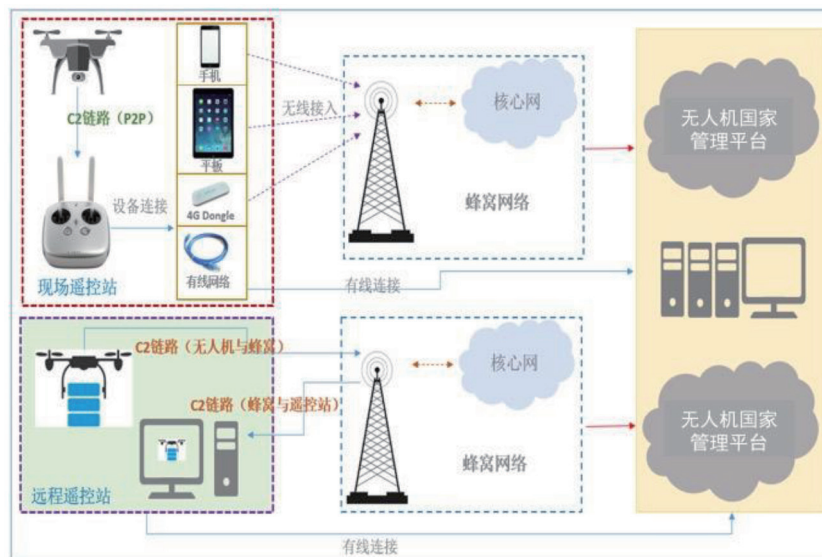 手机
C2链路（P2P）
平板
设备连接
4G Dongle
有线网络
现场遥控站
无线接入
核心网
蜂窝网络
有线连接
无人机国家
管理平台
C2链路（无人机与蜂窝）
C2链路（蜂窝与遥控站）
远程遥控站
核心网
蜂窝网络
无人机国家
管理平台
有线连接